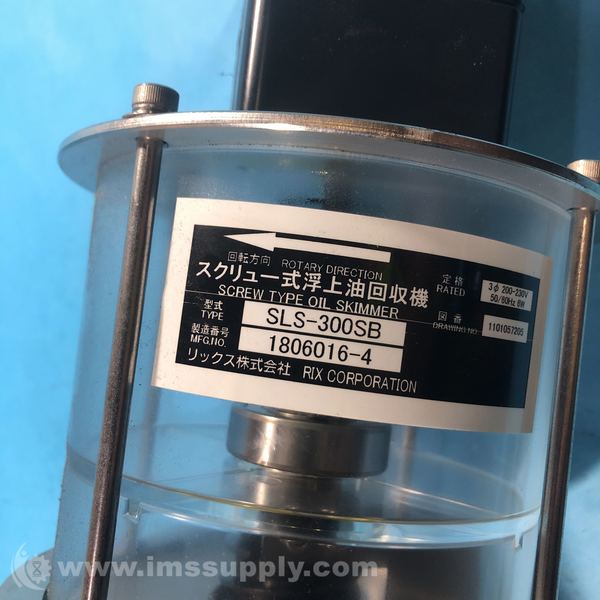 回転方向 ROTARY DIRECTION
スクリュー式浮上油回収機
SCREW TYPE OIL SKIMMER
定格
RATED
3φ 200-230V
50/60Hz 6W
型式
TYPE
SLS-300SB
図番
DRAWING NO.
1101057205
製造番号
MFG.NO.
1806016-4
リックス株式会社 RIX CORPORATION
www.imssupply.com